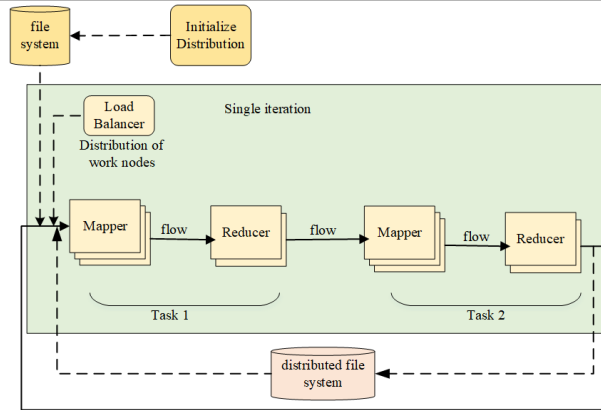 file
system
Initialize
Distribution
Load
Balancer
Single iteration
Distribution of
work nodes
Mapper
flow
Reducer
flow
Mapper
flow
Reducer
Task 1
Task 2
distributed file
system